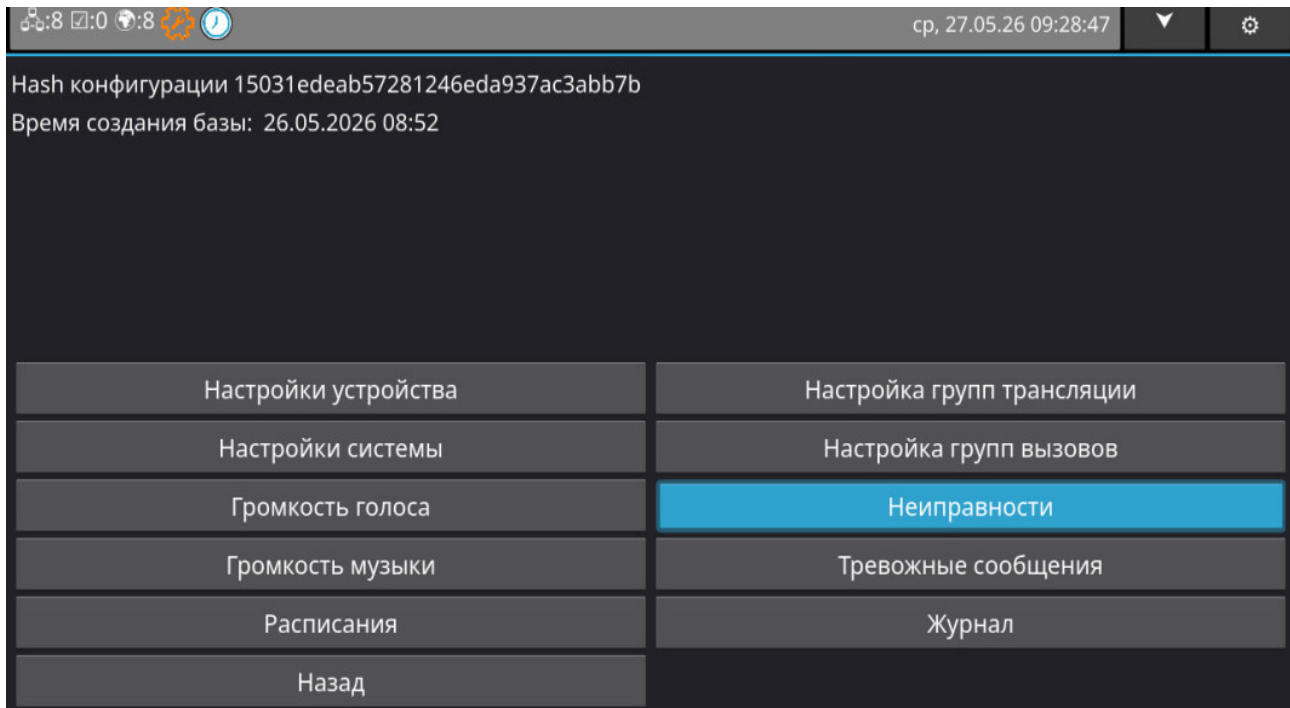 :8 ☑:0 :8 ср, 27.05.26 09:28:47
Hash конфигурации 15031edeab57281246eda937ac3abb7b
Время создания базы: 26.05.2026 08:52
Настройки устройства
Настройка групп трансляции
Настройки системы
Настройка групп вызовов
Громкость голоса
Неиправности
Громкость музыки
Тревожные сообщения
Расписания
Журнал
Назад